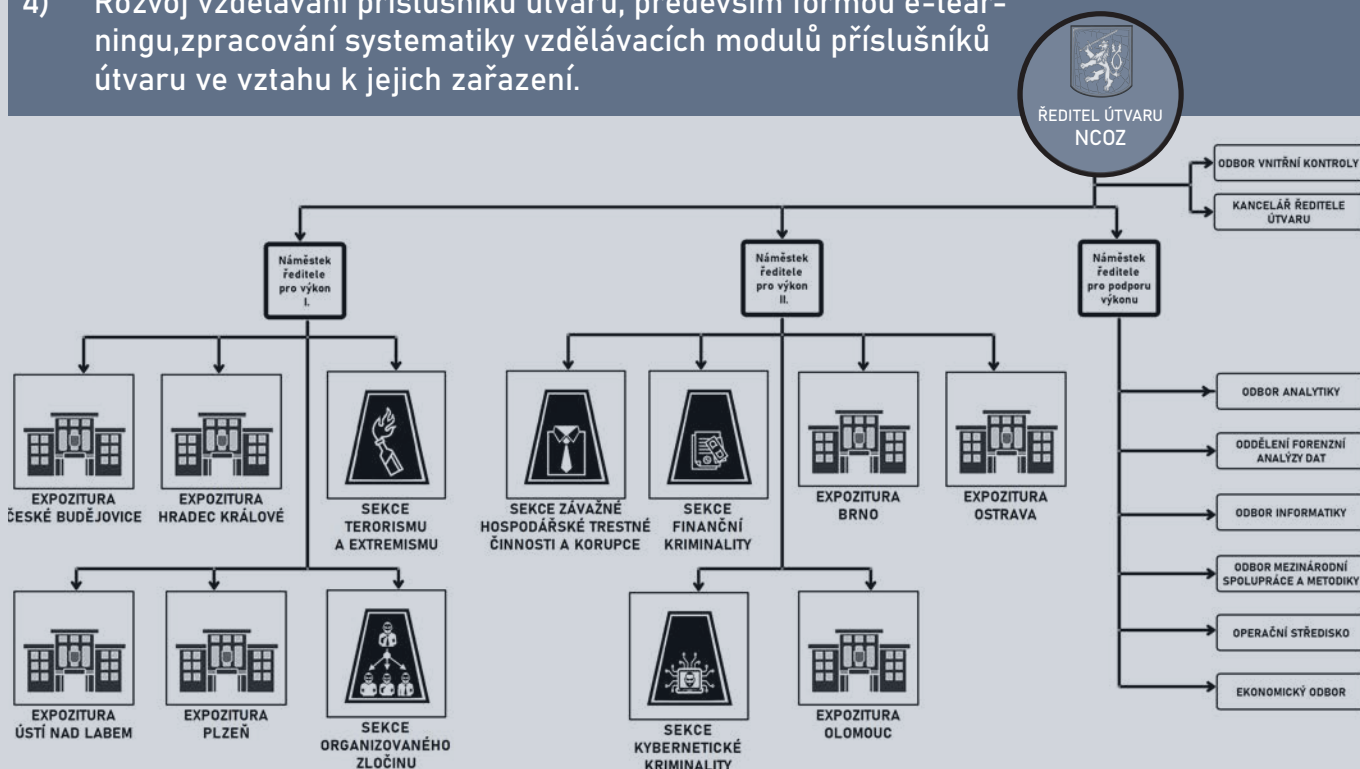 4) Rozvoj vzdělávání příslušníků útvaru, především formou e-lear-
ningu,zpracování systematiky vzdělávacích modulů příslušníků
útvaru ve vztahu k jejich zařazení.
ŘEDITEL ÚTVARU
NCOZ
ODBOR VNITŘNÍ KONTROLY
KANCELÁŘ ŘEDITELE
ÚTVARU
Náměstek
ředitele
pro výkon
I.
Náměstek
ředitele
pro výkon
II.
Náměstek
ředitele
pro podporu
výkonu
EXPOZITURA
ČESKÉ BUDĚJOVICE
EXPOZITURA
HRADEC KRÁLOVÉ
SEKCE
TERORISMU
A EXTREMISMU
SEKCE ZÁVAŽNÉ
HOSPODÁŘSKÉ TRESTNÉ
ČINNOSTI A KORUPCE
SEKCE
FINANČNÍ
KRIMINALITY
EXPOZITURA
BRNO
EXPOZITURA
OSTRAVA
EXPOZITURA
ÚSTÍ NAD LABEM
EXPOZITURA
PLZEŇ
SEKCE
ORGANIZOVANÉHO
ZLOČINU
SEKCE
KYBERNETICKÉ
KRIMINALITY
EXPOZITURA
OLOMOUC
ODBOR ANALYTIKY
ODDĚLENÍ FORENZNÍ
ANALÝZY DAT
ODBOR INFORMATIKY
ODBOR MEZINÁRODNÍ
SPOLUPRÁCE A METODIKY
OPERAČNÍ STŘEDISKO
EKONOMICKÝ ODBOR